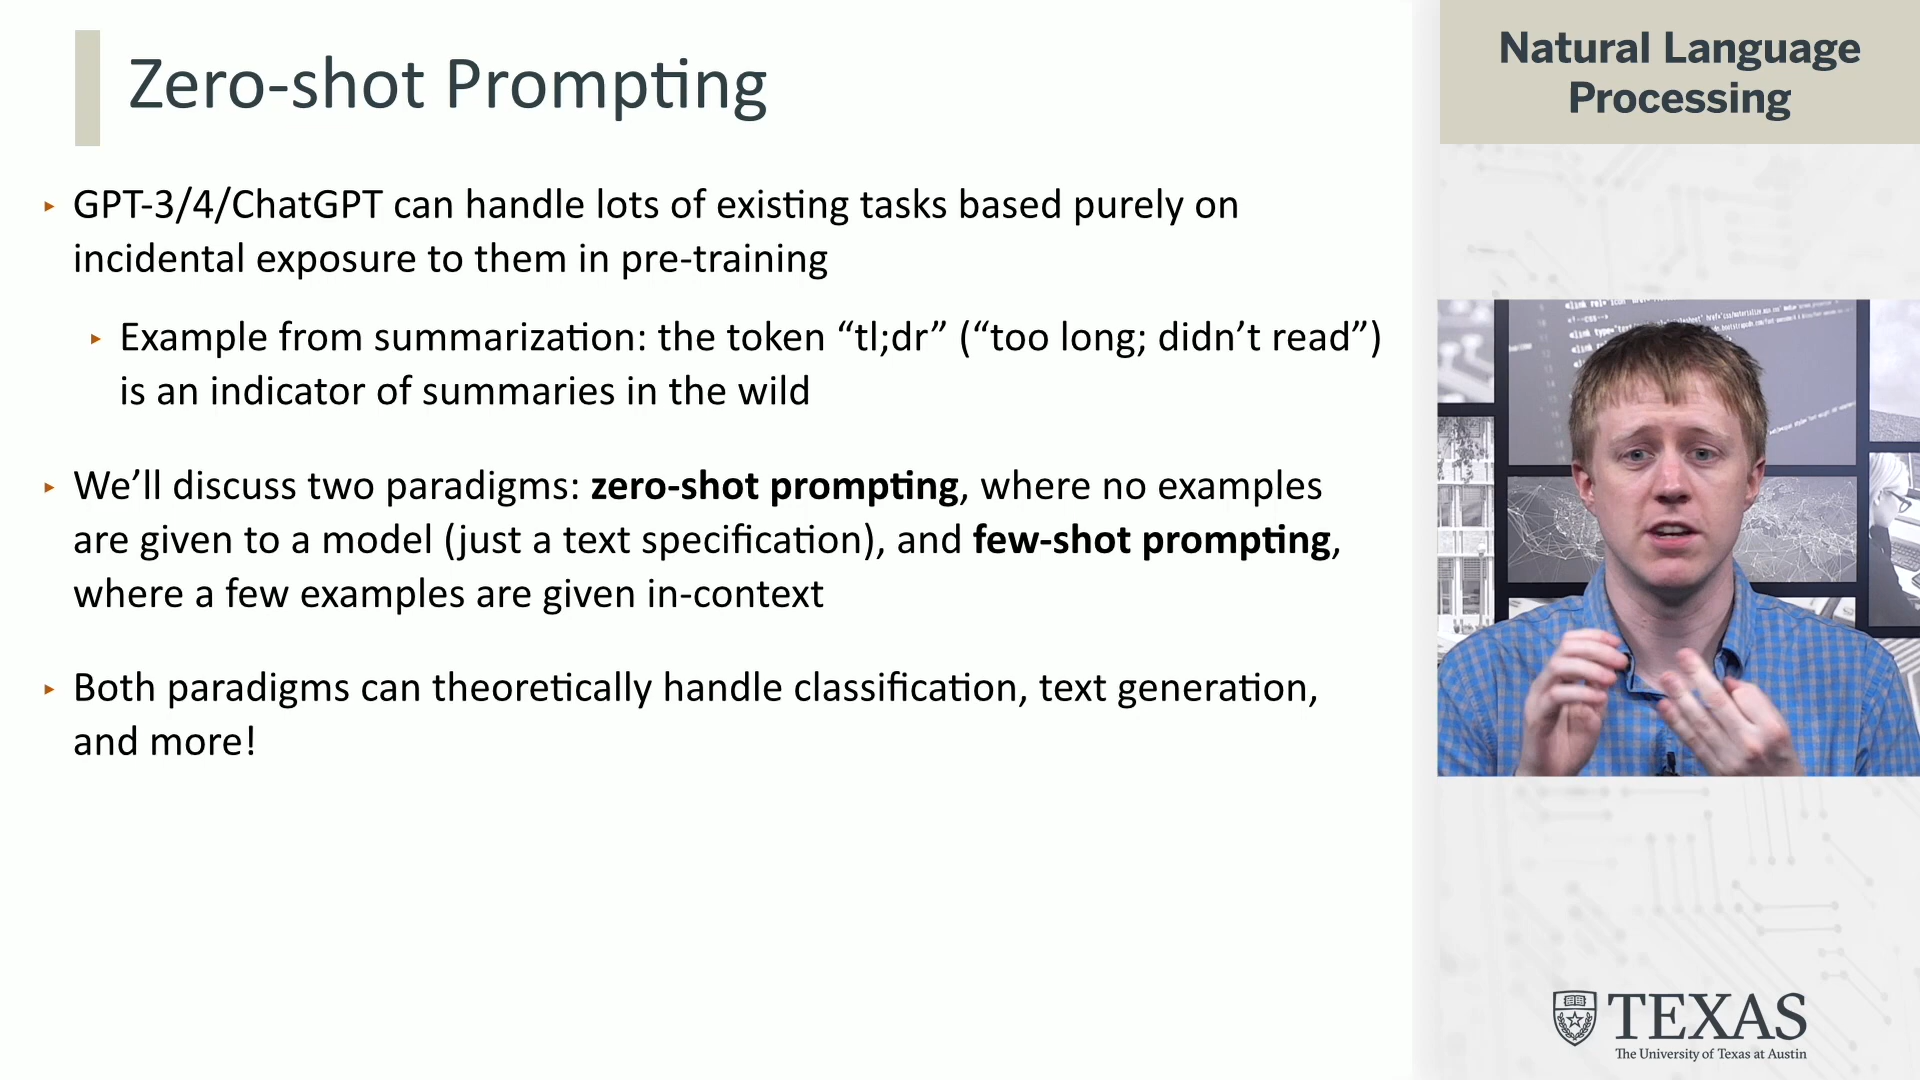 Zero-shot Prompting
▸ GPT-3/4/ChatGPT can handle lots of existing tasks based purely on
incidental exposure to them in pre-training
▸ Example from summarization: the token “tl;dr” (“too long; didn’t read”)
is an indicator of summaries in the wild
▸ We’ll discuss two paradigms: zero-shot prompting, where no examples
are given to a model (just a text specification), and few-shot prompting,
where a few examples are given in-context
▸ Both paradigms can theoretically handle classification, text generation,
and more!
Natural Language
Processing
TEXAS
The University of Texas at Austin